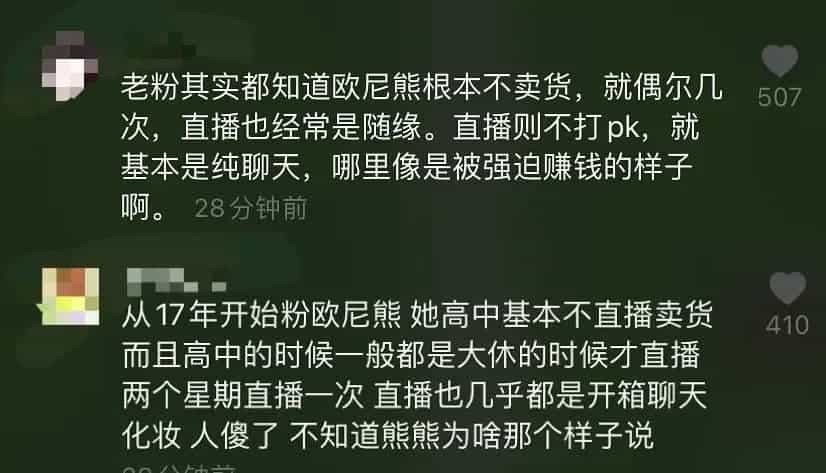 老粉其实都知道欧尼熊根本不卖货，就偶尔几
次，直播也经常是随缘。直播则不打pk，就
基本是纯聊天，哪里像是被强迫赚钱的样子
啊。 28分钟前
507
从17年开始粉欧尼熊 她高中基本不直播卖货
而且高中的时候一般都是大休的时候才直播
两个星期直播一次 直播也几乎都是开箱聊天
化妆 人傻了 不知道熊熊为啥那个样子说
410